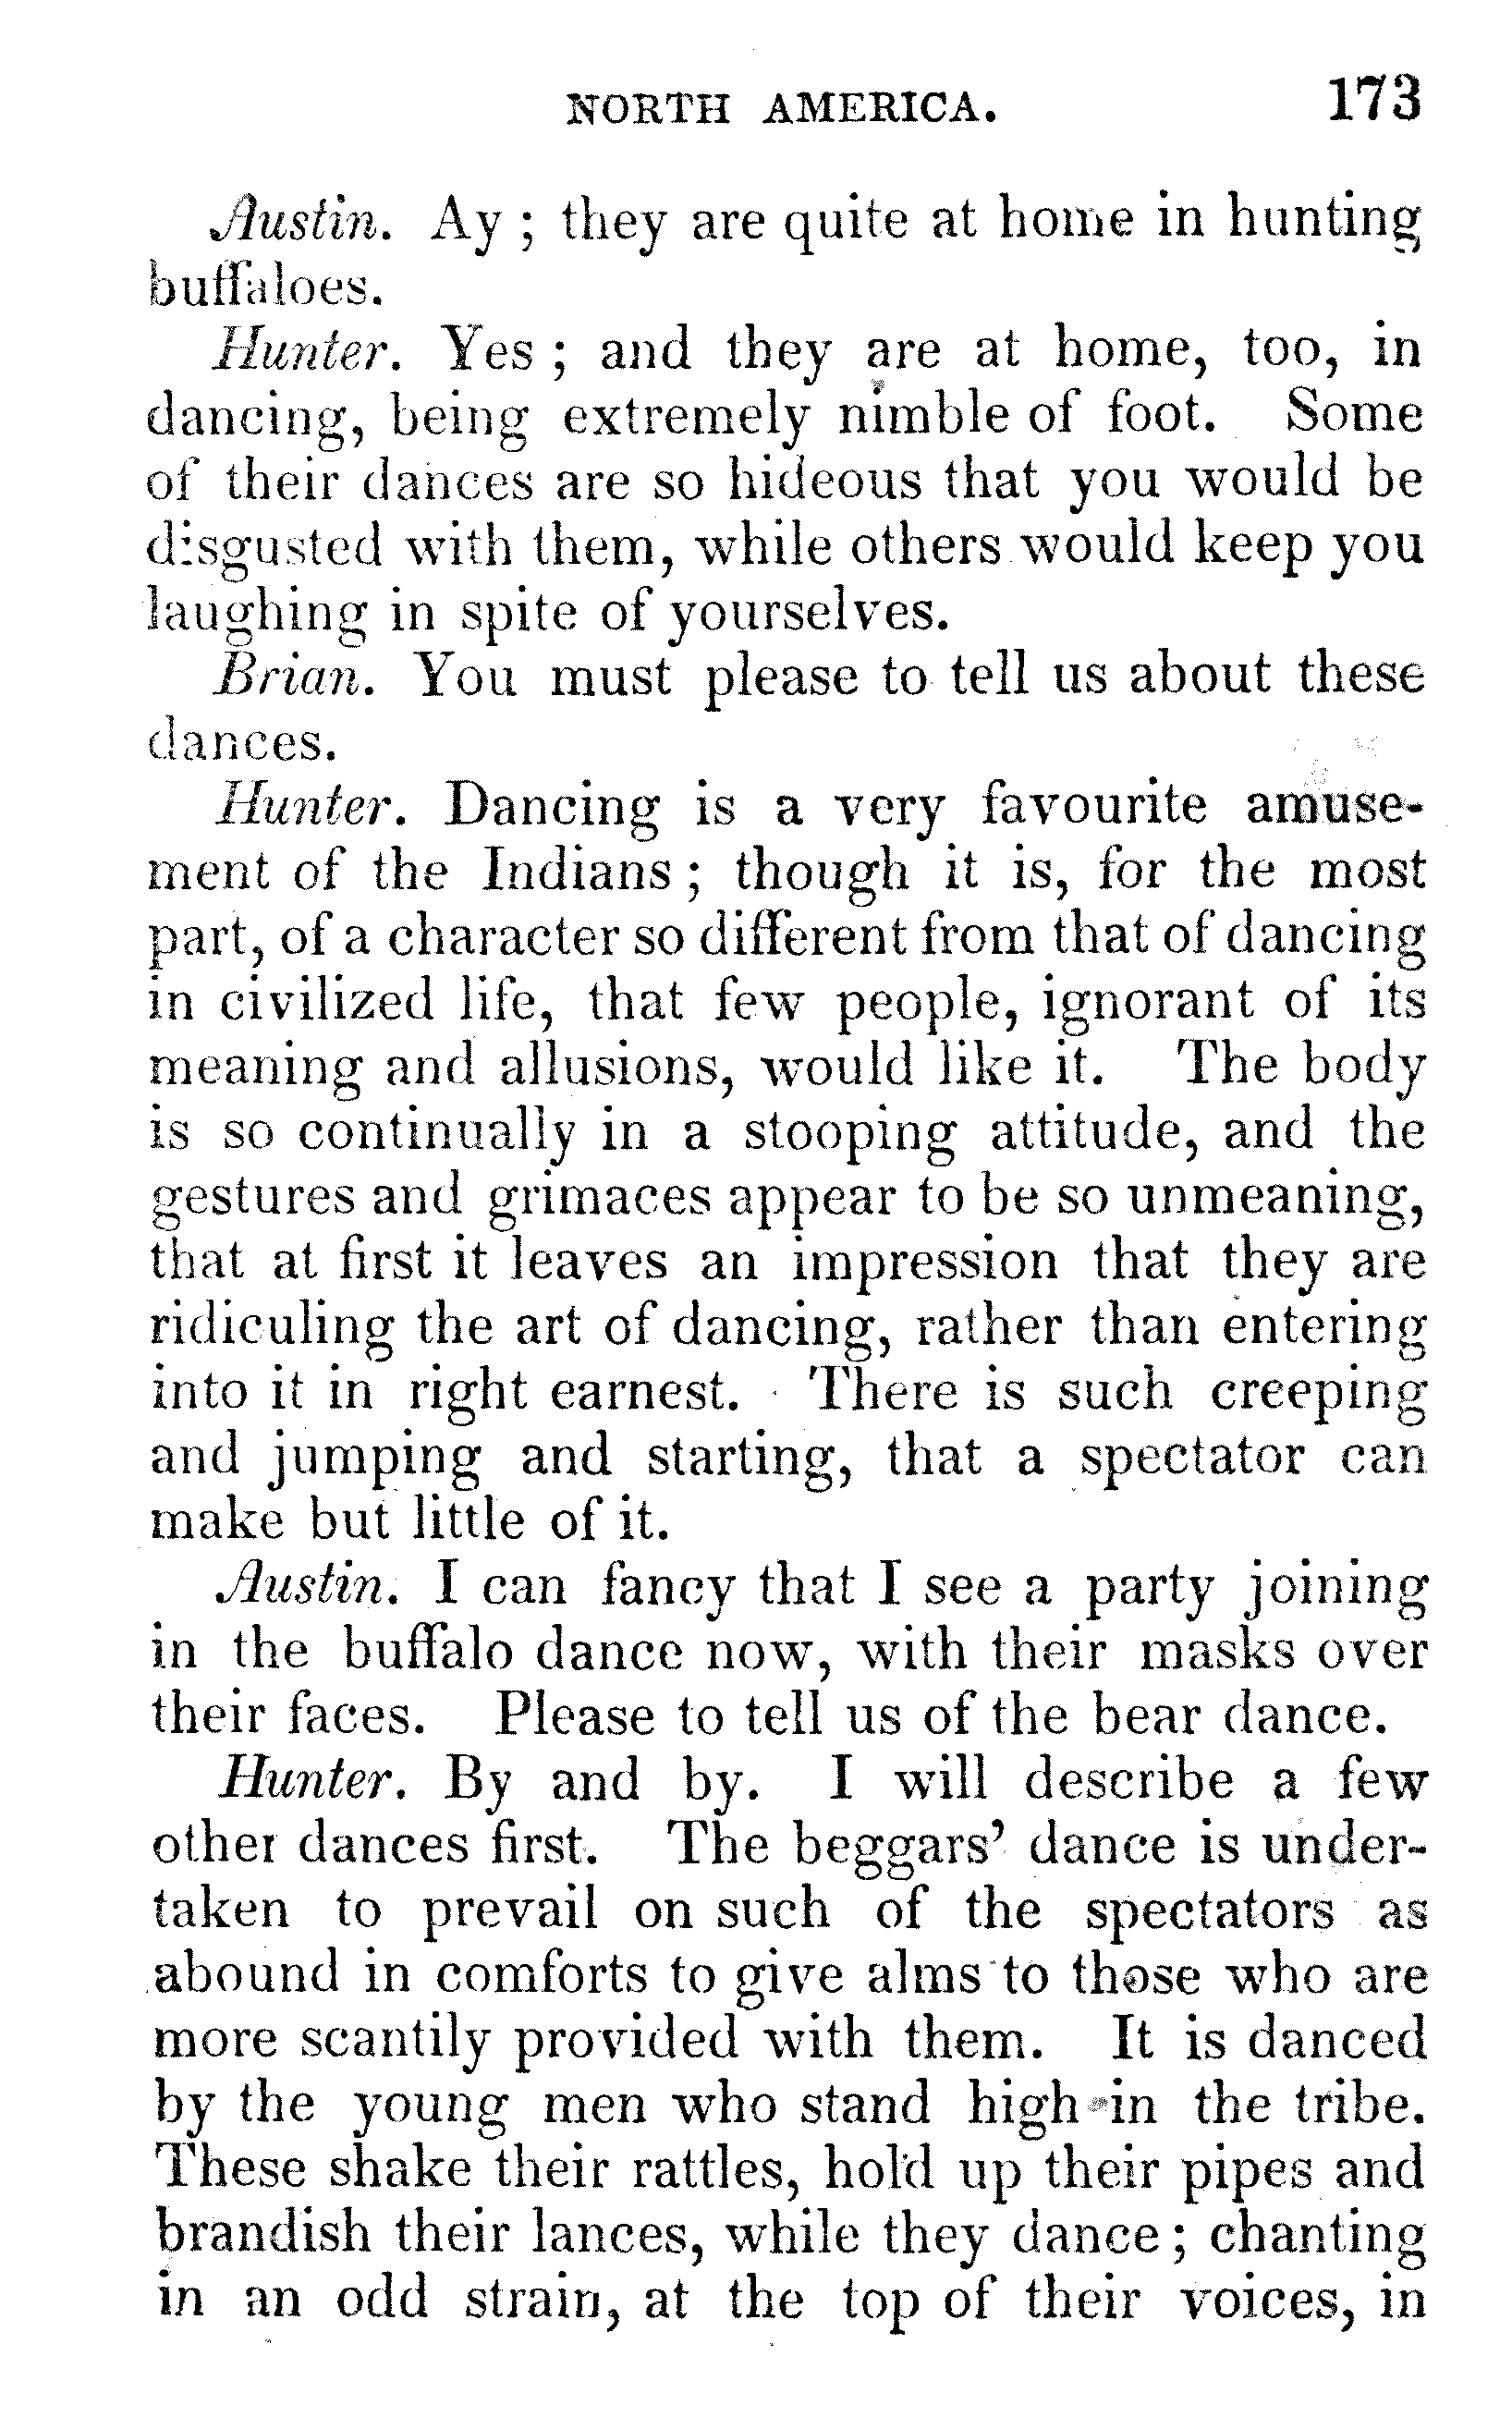 NORTH AMERICA. 173
Austin. Ay; they are quite at home in hunting
buffaloes.
Hunter. Yes; and they are at home, too, in
dancing, being extremely nimble of foot. Some
of their dances are so hideous that you would be
disgusted with them, while others would keep you
laughing in spite of yourselves.
Brian. You must please to tell us about these
dances.
Hunter. Dancing is a very favourite amuse-
ment of the Indians; though it is, for the most
part, of a character so different from that of dancing
in civilized life, that few people, ignorant of its
meaning and allusions, would like it. The body
is so continually in a stooping attitude, and the
gestures and grimaces appear to be so unmeaning,
that at first it leaves an impression that they are
ridiculing the art of dancing, rather than entering
into it in right earnest. There is such creeping
and jumping and starting, that a spectator can
make but little of it.
Austin. I can fancy that I see a party joining
in the buffalo dance now, with their masks over
their faces. Please to tell us of the bear dance.
Hunter. By and by. I will describe a few
other dances first. The beggars' dance is under-
taken to prevail on such of the spectators as
abound in comforts to give alms to those who are
more scantily provided with them. It is danced
by the young men who stand high in the tribe.
These shake their rattles, hold up their pipes and
brandish their lances, while they dance; chanting
in an odd strain, at the top of their voices, in